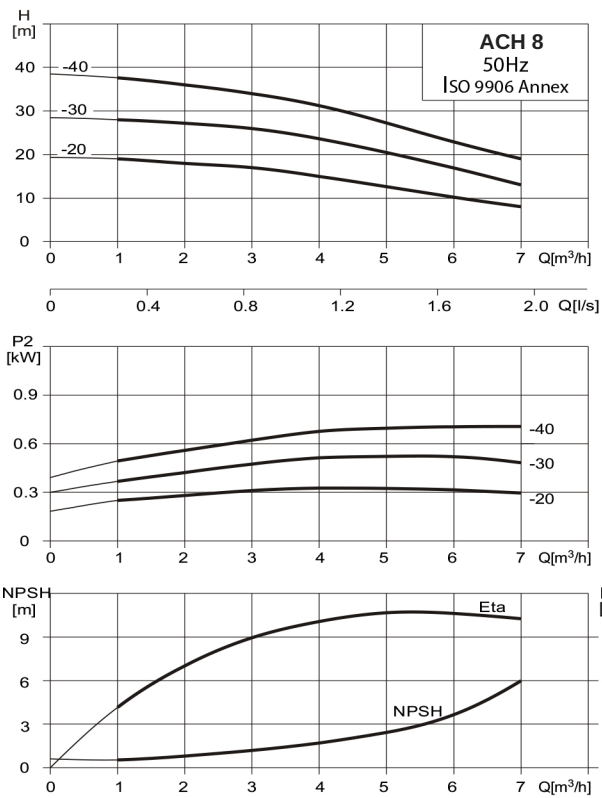 H
[m]
ACH 8
50Hz
ISO 9906 Annex
-40
40
-30
30
-20
20
10
0
0 1 2 3 4 5 6 7 Q[m³/h]
0 0.4 0.8 1.2 1.6 2.0 Q[l/s]
P2
[kW]
0.9
0.6
0.3
0
-40
-30
-20
0 1 2 3 4 5 6 7 Q[m³/h]
NPSH
[m]
Eta
9
6
NPSH
3
0
0 1 2 3 4 5 6 7 Q[m³/h]